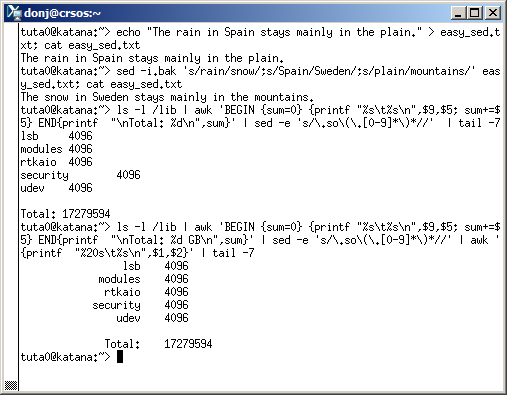 donj@crsos:~
tuta0@katana:~> echo "The rain in Spain stays mainly in the plain." > easy_sed.t
xt; cat easy_sed.txt
The rain in Spain stays mainly in the plain.
tuta0@katana:~> sed -i.bak 's/rain/snow/;s/Spain/Sweden/;s/plain/mountains/' eas
y_sed.txt; cat easy_sed.txt
The snow in Sweden stays mainly in the mountains.
tuta0@katana:~> ls -l /lib | awk 'BEGIN {sum=0} {printf "%s\t%s\n",$9,$5; sum+=$
5} END{printf  "\nTotal: %d\n",sum}' | sed -e 's/\.so\(\.[0-9]*\)*//'  | tail -7
lsb     4096
modules 4096
rtkaio  4096
security        4096
udev    4096

Total: 17279594
tuta0@katana:~> ls -l /lib | awk 'BEGIN {sum=0} {printf "%s\t%s\n",$9,$5; sum+=$
5} END{printf  "\nTotal: %d GB\n",sum}' | sed -e 's/\.so\(\.[0-9]*\)*//' | awk '
{printf  "%20s\t%s\n",$1,$2}' | tail -7
                 lsb    4096
             modules    4096
              rtkaio    4096
            security    4096
                udev    4096

              Total:    17279594
tuta0@katana:~>